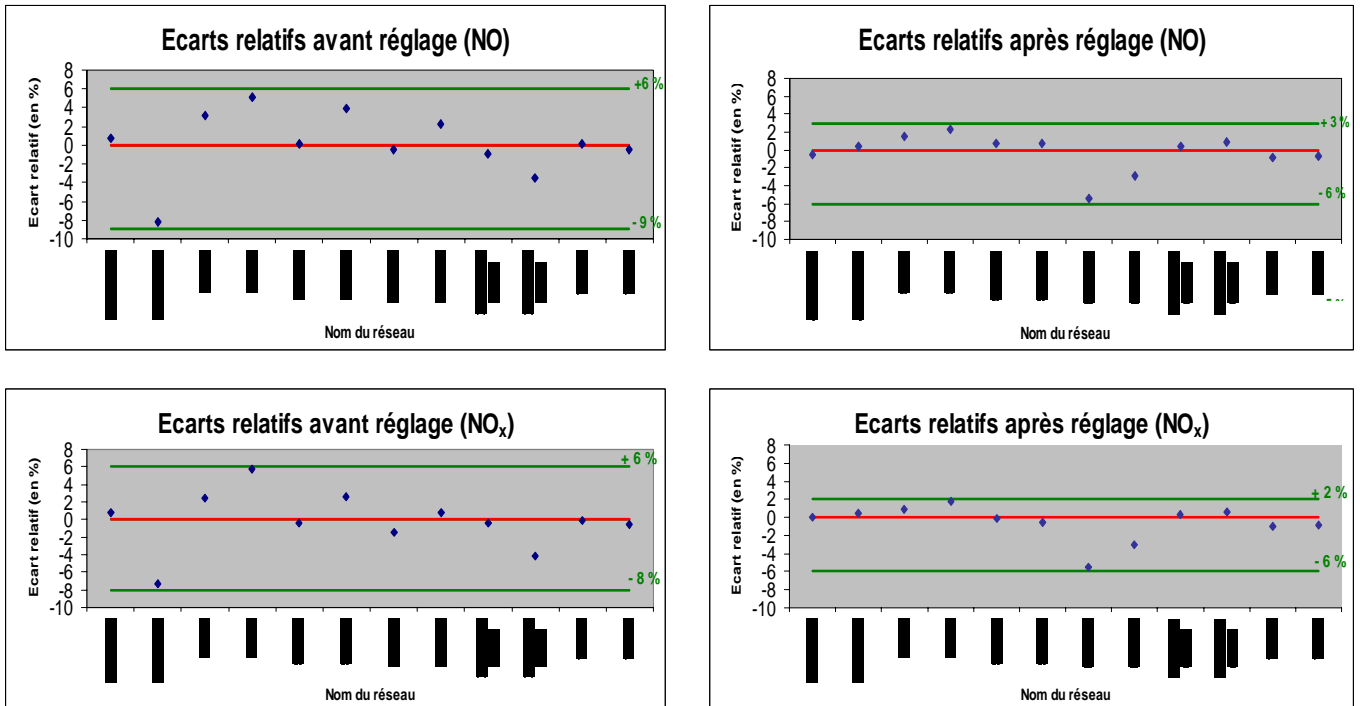 Ecarts relatifs avant réglage (NO)
Ecart relatif (en %)
8
6
4
2
0
-2
-4
-6
-8
-10
+6 %
- 9 %
Nom du réseau
Ecarts relatifs après réglage (NO)
Ecart relatif (en %)
8
6
4
2
0
-2
-4
-6
-8
-10
+ 3 %
- 6 %
Nom du réseau
Ecarts relatifs avant réglage (NOx)
Ecart relatif (en %)
8
6
4
2
0
-2
-4
-6
-8
-10
+ 6 %
- 8 %
Nom du réseau
Ecarts relatifs après réglage (NOx)
Ecart relatif (en %)
8
6
4
2
0
-2
-4
-6
-8
-10
+ 2 %
- 6 %
Nom du réseau